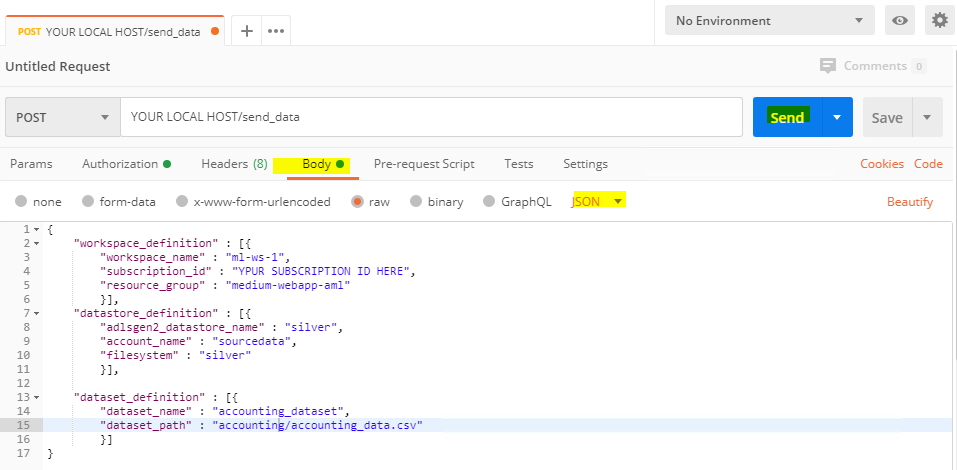 POST YOUR LOCAL HOST/send_data
No Environment
Untitled Request
Comments 0
POST YOUR LOCAL HOST/send_data Send Save
Params Authorization Headers (8) Body Pre-request Script Tests Settings Cookies Code
none form-data x-www-form-urlencoded raw binary GraphQL JSON Beautify
1 {
2 "workspace_definition" : [{
3 "workspace_name" : "ml-ws-1",
4 "subscription_id" : "YPUR SUBSCRIPTION ID HERE",
5 "resource_group" : "medium-webapp-aml"
6 }],
7 "datastore_definition" : [{
8 "adlsgen2_datastore_name" : "silver",
9 "account_name" : "sourcedata",
10 "filesystem" : "silver"
11 }],
12
13 "dataset_definition" : [{
14 "dataset_name" : "accounting_dataset",
15 "dataset_path" : "accounting/accounting_data.csv"
16 }]
17 }